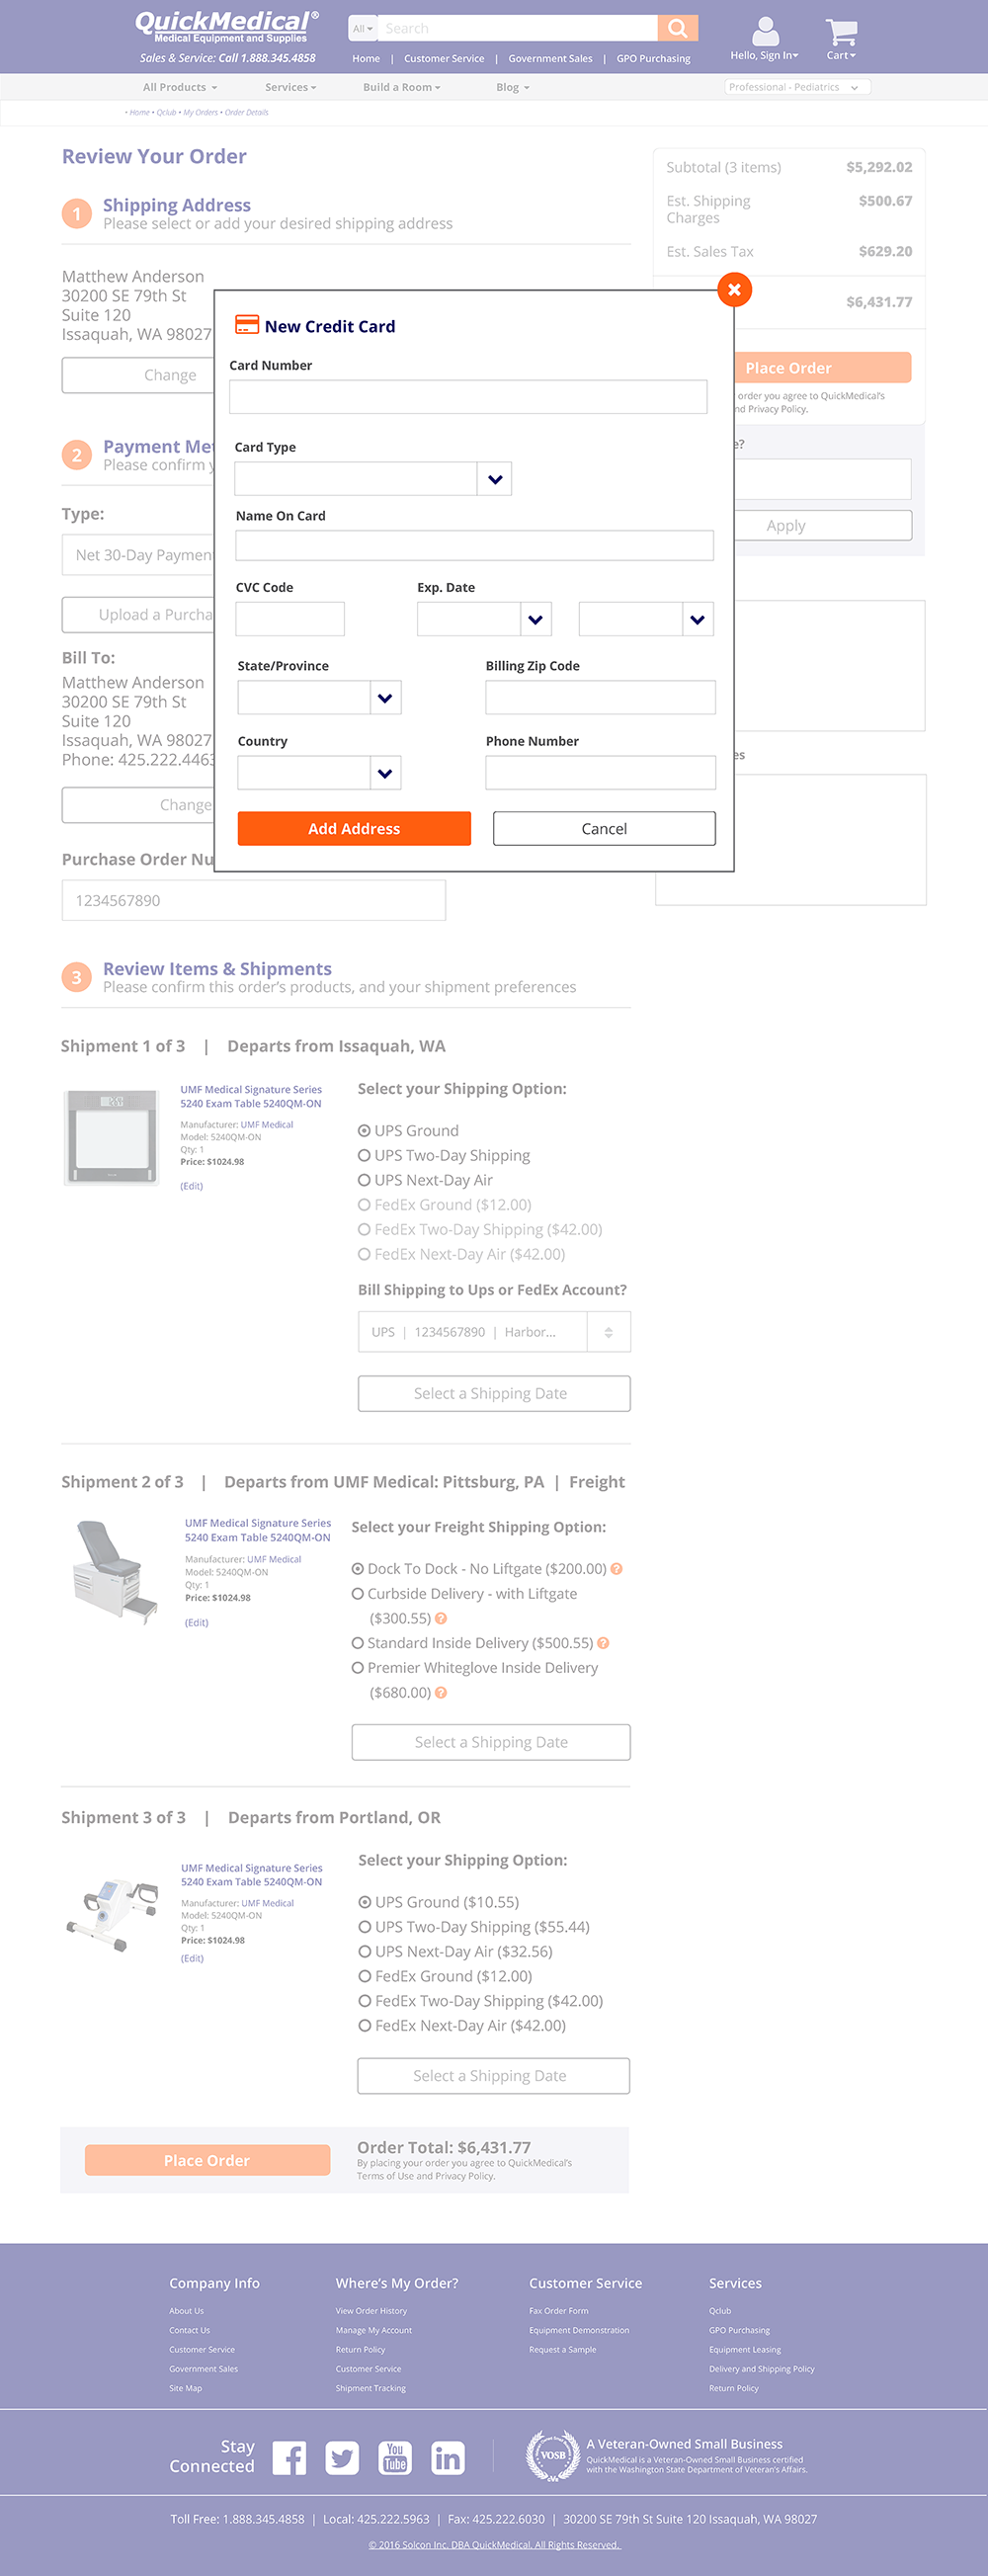 QuickMedical®
Medical Equipment and Supplies
Sales & Service: Call 1.888.345.4858
All
Search
Home | Customer Service | Government Sales | GPO Purchasing
Hello, Sign In
Cart
All Products
Services
Build a Room
Blog
Professional - Pediatrics
• Home • Qclub • My Orders • Order Details
Review Your Order
1
Shipping Address
Please select or add your desired shipping address
Matthew Anderson
30200 SE 79th St
Suite 120
Issaquah, WA 98027
Change
2
Payment Me
Please confirm
Type:
Net 30-Day Paymen
Upload a Purcha
Bill To:
Matthew Anderson
30200 SE 79th St
Suite 120
Issaquah, WA 98027
Phone: 425.222.4463
Change
Purchase Order Nu
1234567890
Subtotal (3 items) $5,292.02
Est. Shipping
Charges
$500.67
Est. Sales Tax $629.20
$6,431.77
Place Order
order you agree to QuickMedical's
nd Privacy Policy.
e?
Apply
es
New Credit Card
Card Number
Card Type
Name On Card
CVC Code
Exp. Date
State/Province
Billing Zip Code
Country
Phone Number
Add Address
Cancel
3
Review Items & Shipments
Please confirm this order's products, and your shipment preferences
Shipment 1 of 3 | Departs from Issaquah, WA
UMF Medical Signature Series
5240 Exam Table 5240QM-ON
Manufacturer: UMF Medical
Model: 5240QM-ON
Qty: 1
Price: $1024.98
(Edit)
Select your Shipping Option:
UPS Ground
UPS Two-Day Shipping
UPS Next-Day Air
FedEx Ground ($12.00)
FedEx Two-Day Shipping ($42.00)
FedEx Next-Day Air ($42.00)
Bill Shipping to Ups or FedEx Account?
UPS | 1234567890 | Harbor...
Select a Shipping Date
Shipment 2 of 3 | Departs from UMF Medical: Pittsburg, PA | Freight
UMF Medical Signature Series
5240 Exam Table 5240QM-ON
Manufacturer: UMF Medical
Model: 5240QM-ON
Qty: 1
Price: $1024.98
(Edit)
Select your Freight Shipping Option:
Dock To Dock - No Liftgate ($200.00) ?
Curbside Delivery - with Liftgate
($300.55) ?
Standard Inside Delivery ($500.55) ?
Premier Whiteglove Inside Delivery
($680.00) ?
Select a Shipping Date
Shipment 3 of 3 | Departs from Portland, OR
UMF Medical Signature Series
5240 Exam Table 5240QM-ON
Manufacturer: UMF Medical
Model: 5240QM-ON
Qty: 1
Price: $1024.98
(Edit)
Select your Shipping Option:
UPS Ground ($10.55)
UPS Two-Day Shipping ($55.44)
UPS Next-Day Air ($32.56)
FedEx Ground ($12.00)
FedEx Two-Day Shipping ($42.00)
FedEx Next-Day Air ($42.00)
Select a Shipping Date
Place Order
Order Total: $6,431.77
By placing your order you agree to QuickMedical's
Terms of Use and Privacy Policy.
Company Info
About Us
Contact Us
Customer Service
Government Sales
Site Map
Where's My Order?
View Order History
Manage My Account
Return Policy
Customer Service
Shipment Tracking
Customer Service
Fax Order Form
Equipment Demonstration
Request a Sample
Services
Qclub
GPO Purchasing
Equipment Leasing
Delivery and Shipping Policy
Return Policy
Stay
Connected
You
Tube
in
VOSB
A Veteran-Owned Small Business
QuickMedical is a Veteran-Owned Small Business certified
with the Washington State Department of Veteran's Affairs.
Toll Free: 1.888.345.4858 | Local: 425.222.5963 | Fax: 425.222.6030 | 30200 SE 79th St Suite 120 Issaquah, WA 98027
© 2016 Solcon Inc. DBA QuickMedical. All Rights Reserved.